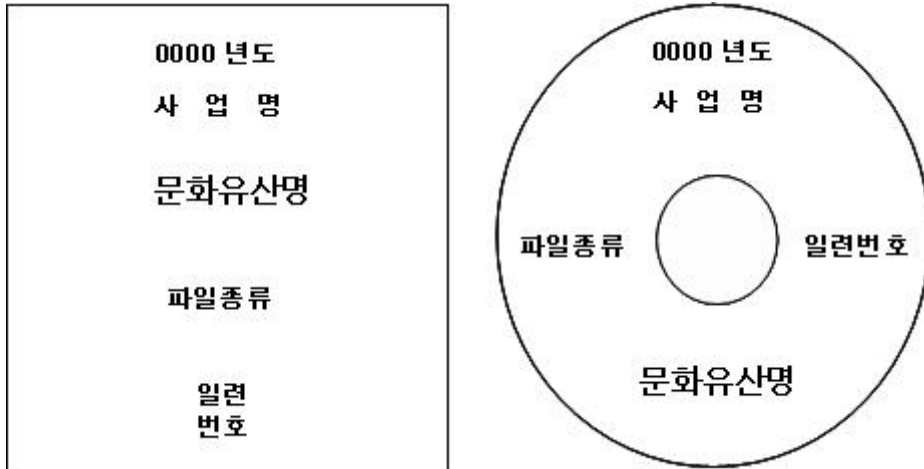 0000 년도
사 업 명
문화유산명
파일종류
일련
번호
0000 년도
사 업 명
파일종류
일련번호
문화유산명